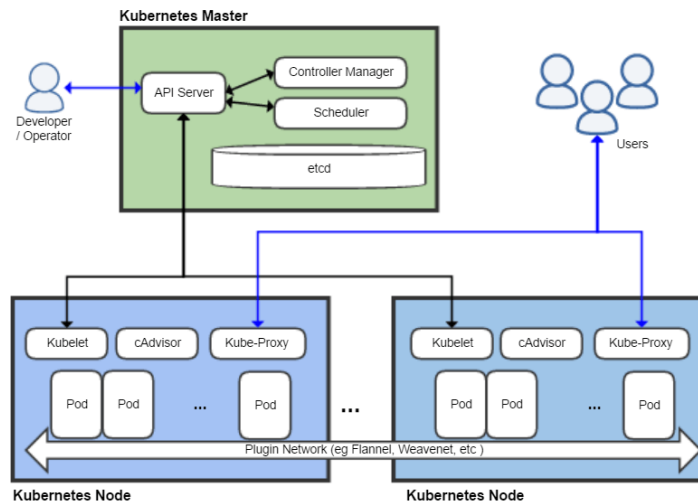 Kubernetes Master
API Server
Controller Manager
Scheduler
etcd
Developer
/ Operator
Users
Kubelet
cAdvisor
Kube-Proxy
Pod
Pod
...
Pod
...
Kubelet
cAdvisor
Kube-Proxy
Pod
Pod
...
Pod
Plugin Network (eg Flannel, Weavenet, etc )
Kubernetes Node
Kubernetes Node